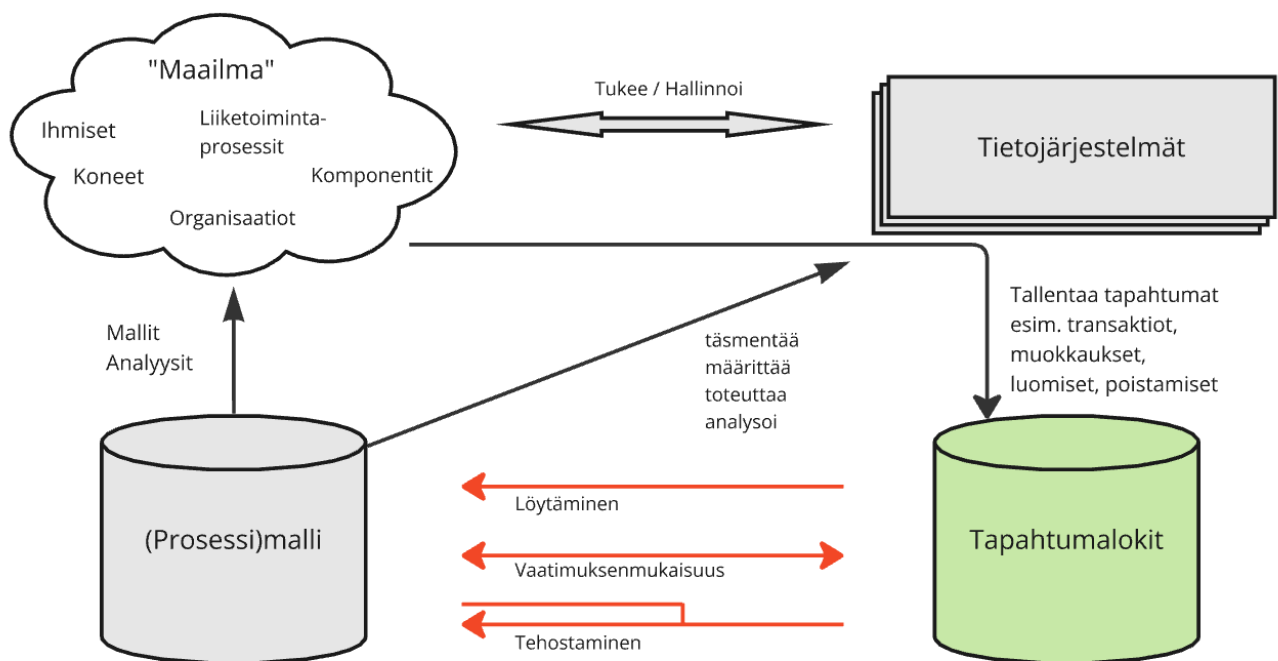 "Maailma"
Ihmiset
Liiketoiminta-
prosessit
Koneet
Komponentit
Organisaatiot
Tukee / Hallinnoi
Tietojärjestelmät
Mallit
Analyysit
täsmentää
määrittää
toteuttaa
analysoi
Tallentaa tapahtumat
esim. transaktiot,
muokkaukset,
luomiset, poistamiset
(Prosessi)malli
Löytäminen
Vaatimuksenmukaisuus
Tehostaminen
Tapahtumalokit